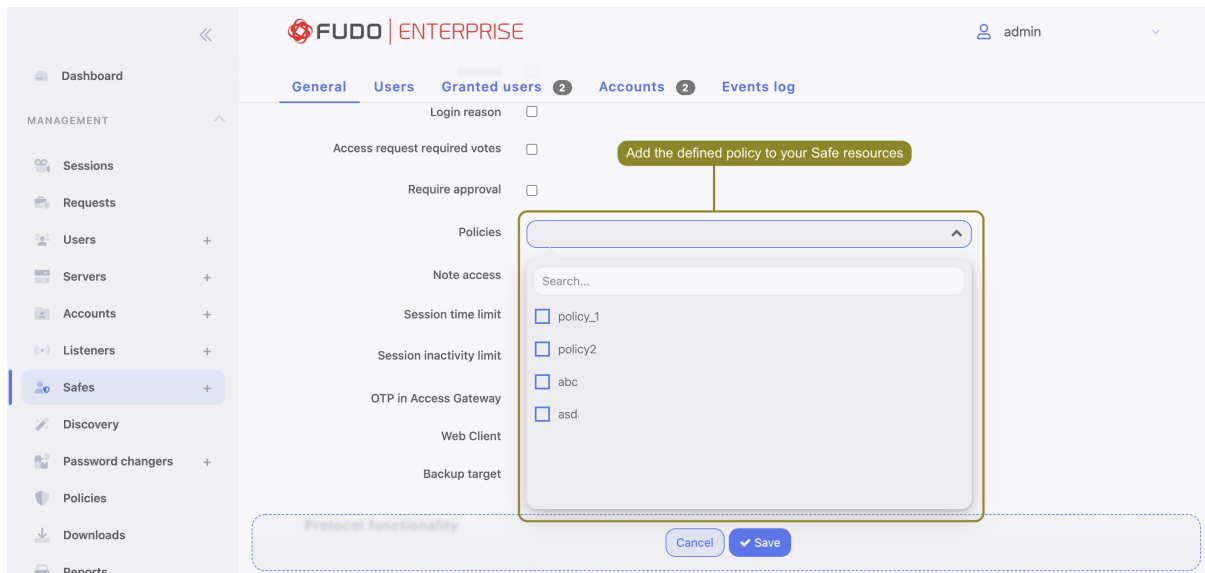 FUDO ENTERPRISE
admin
Dashboard
General Users Granted users 2 Accounts 2 Events log
MANAGEMENT
Login reason
Access request required votes
Add the defined policy to your Safe resources
Sessions
Require approval
Requests
Policies
Users +
Note access
Servers +
Search...
Session time limit
policy_1
Accounts +
Session inactivity limit
policy2
Listeners +
abc
Safes +
OTP in Access Gateway
asd
Discovery
Web Client
Password changers +
Backup target
Policies
Protocol functionality
Downloads
Cancel Save
Reports